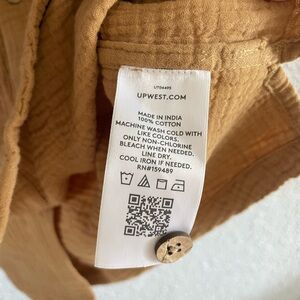 UT04495
UPWEST.COM
MADE IN INDIA
100% COTTON
MACHINE WASH COLD WITH
LIKE COLORS.
ONLY NON-CHLORINE
BLEACH WHEN NEEDED.
LINE DRY.
COOL IRON IF NEEDED.
RN#159489